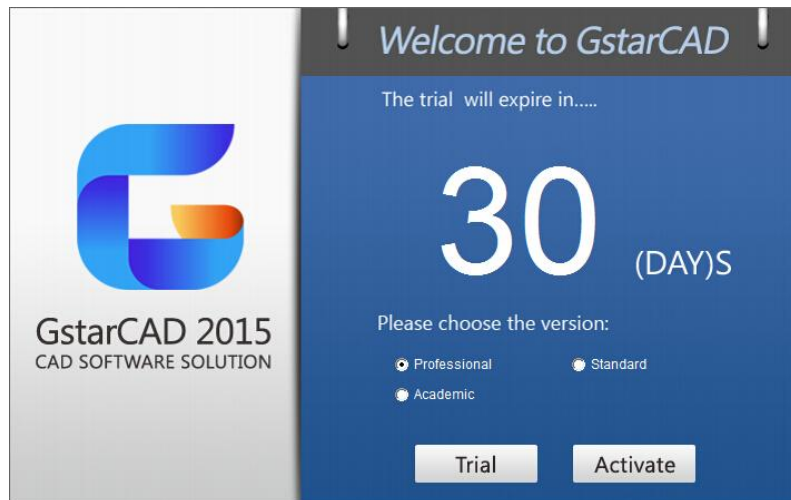 Welcome to GstarCAD
The trial will expire in.....
30 (DAY)S
GstarCAD 2015
CAD SOFTWARE SOLUTION
Please choose the version:
Professional Standard
Academic
Trial Activate